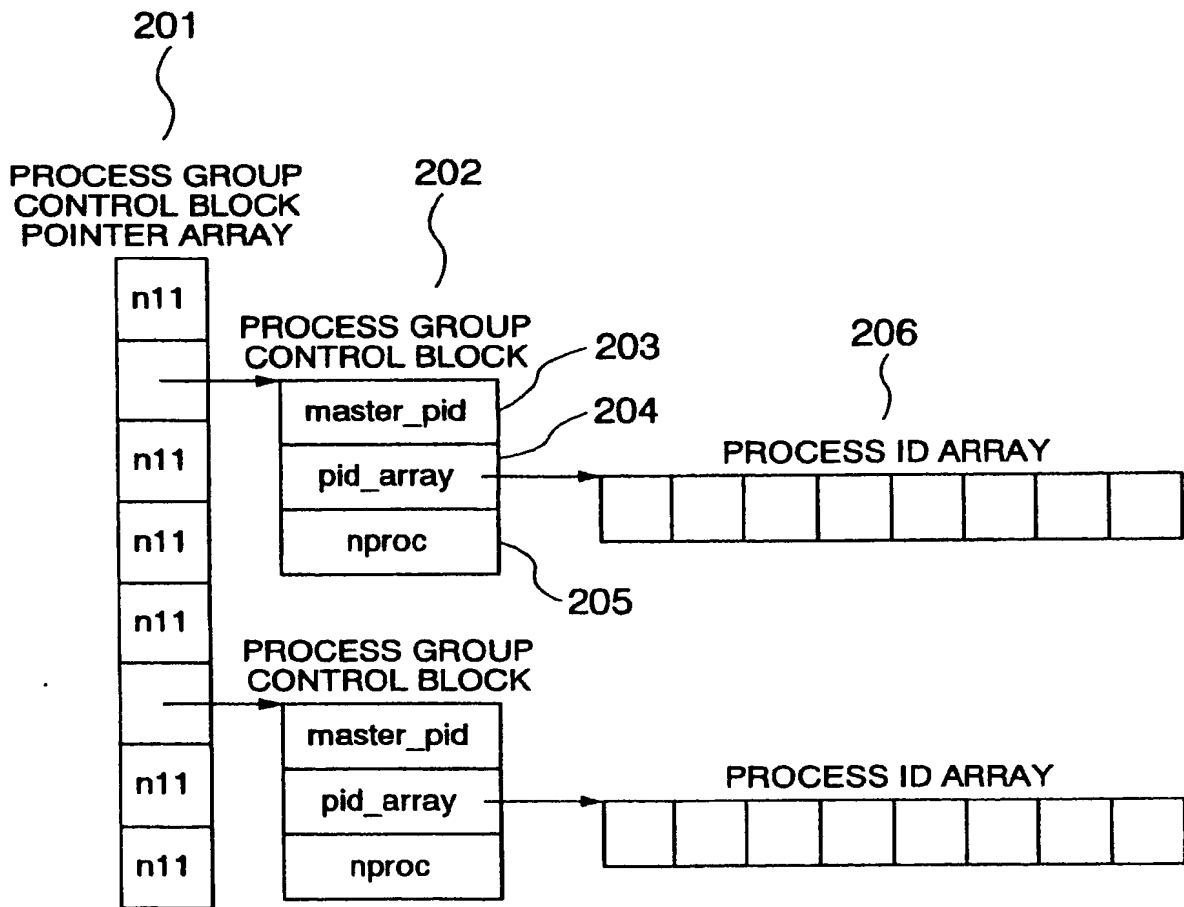 201
PROCESS GROUP
CONTROL BLOCK
POINTER ARRAY
202
n11
PROCESS GROUP
CONTROL BLOCK
203
206
master_pid
204
n11
pid_array
PROCESS ID ARRAY
n11
nproc
205
n11
PROCESS GROUP
CONTROL BLOCK
master_pid
n11
pid_array
PROCESS ID ARRAY
n11
nproc